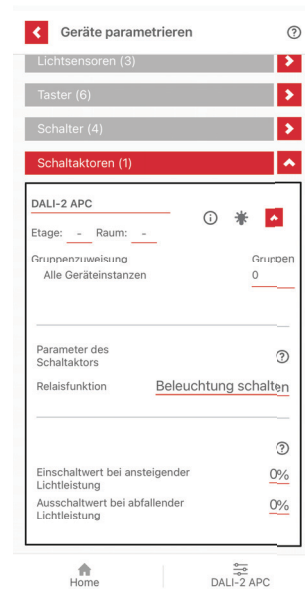 Geräte parametrieren
Lichtsensoren (3)
Taster (6)
Schalter (4)
Schaltaktoren (1)
DALI-2 APC
Etage: - Raum: -
Gruppenzuweisung Gruppen
Alle Geräteinstanzen 0
Parameter des
Schaltaktors
Relaisfunktion Beleuchtung schalten
Einschaltwert bei ansteigender
Lichtleistung 0%
Ausschaltwert bei abfallender
Lichtleistung 0%
Home DALI-2 APC